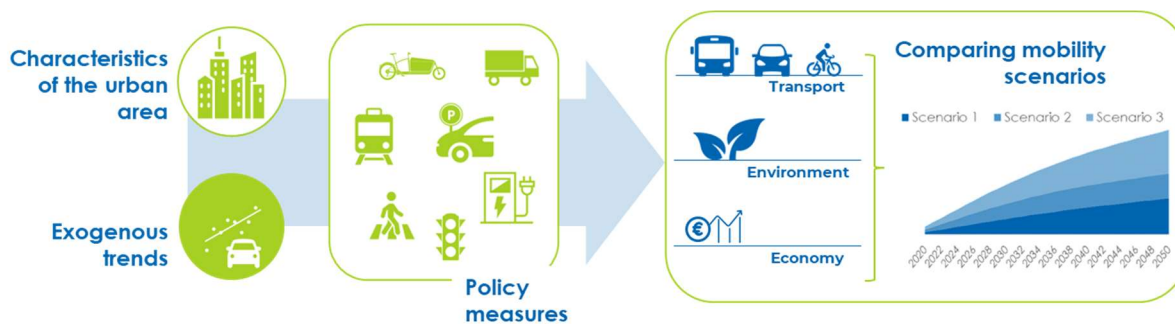 Characteristics
of the urban
area
Exogenous
trends
P
Policy
measures
Transport
Environment
€
Economy
Comparing mobility
scenarios
Scenario 1 Scenario 2 Scenario 3
2020 2022 2024 2026 2028 2030 2032 2034 2036 2038 2040 2042 2044 2046 2048 2050